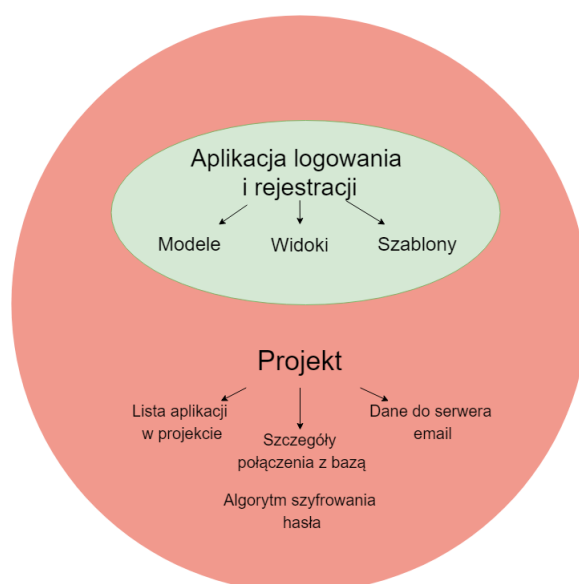 Aplikacja logowania
i rejestracji
Modele
Widoki
Szablony
Projekt
Lista aplikacji
w projekcie
Szczegóły
połączenia z bazą
Dane do serwera
email
Algorytm szyfrowania
hasła